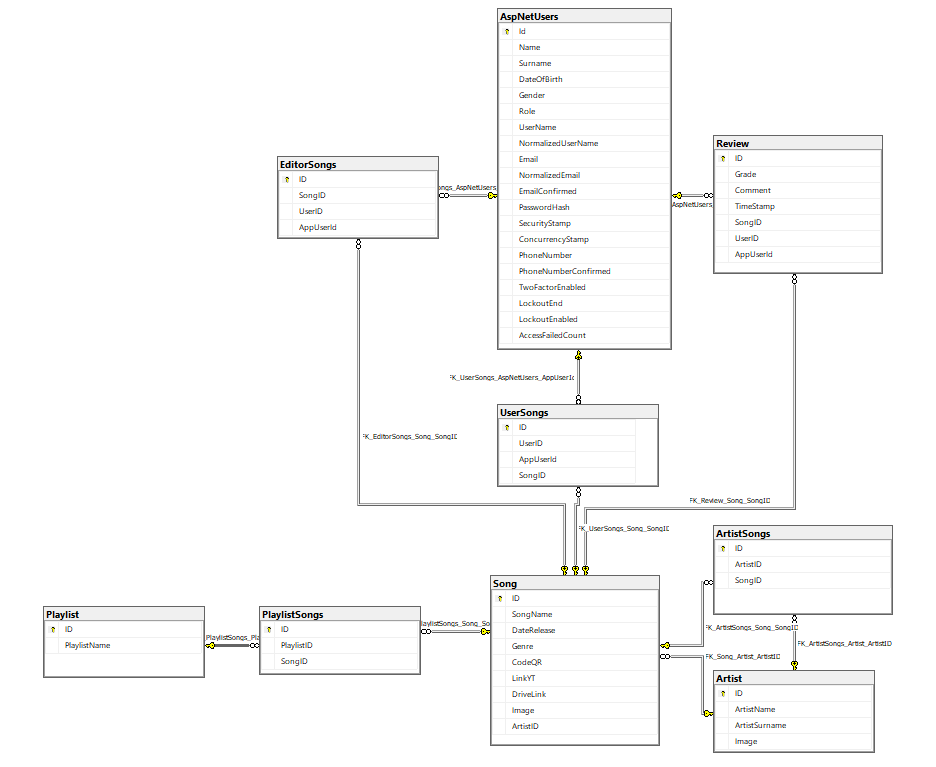 AspNetUsers
Id
Name
Surname
DateOfBirth
Gender
Role
UserName
NormalizedUserName
Email
NormalizedEmail
EmailConfirmed
PasswordHash
SecurityStamp
ConcurrencyStamp
PhoneNumber
PhoneNumberConfirmed
TwoFactorEnabled
LockoutEnd
LockoutEnabled
AccessFailedCount
Review
ID
Grade
Comment
TimeStamp
SongID
UserID
AppUserId
EditorSongs
ID
SongID
UserID
AppUserId
ongs_AspNetUsers_
AspNetUsers_
FK_UserSongs_AspNetUsers_AppUserId
UserSongs
ID
UserID
AppUserId
SongID
FK_EditorSongs_Song_SongID
FK_Review_Song_SongID
FK_UserSongs_Song_SongID
ArtistSongs
ID
ArtistID
SongID
Song
ID
SongName
DateRelease
Genre
CodeQR
LinkYT
DriveLink
Image
ArtistID
Playlist
ID
PlaylistName
PlaylistSongs_Pla
PlaylistSongs
ID
PlaylistID
SongID
laylistSongs_Song_So
FK_ArtistSongs_Song_SongID
FK_ArtistSongs_Artist_ArtistID
FK_Song_Artist_ArtistID
Artist
ID
ArtistName
ArtistSurname
Image